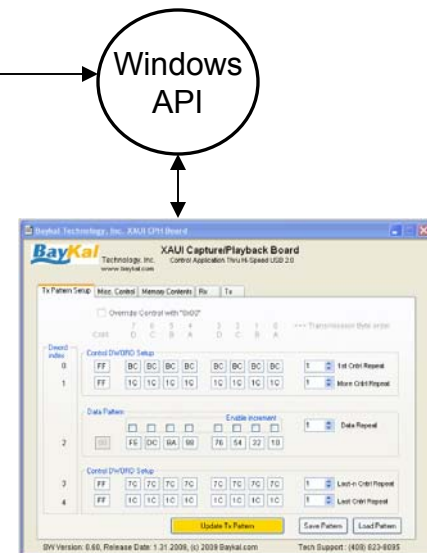 Windows
API
Baykal Technology, Inc. XAUI CPH Board
BayKal Technology, Inc.
www.baykal.com
XAUI Capture/Playback Board
Control Application Thru Hi-Speed USB 2.0
Tx Pattern Setup Misc. Control Memory Contents Rx Tx
Override Control with "0x00"
7 6 5 4 3 2 1 0 Transmission Byte order
Cntrl D C B A D C B A
Dword index
Control DWORD Setup
0 FF BC BC BC BC BC BC BC BC 1 1st Cntrl Repeat
1 FF 1C 1C 1C 1C 1C 1C 1C 1C 1 More Cntrl Repeat
Data Pattern Enable Increment
1 Data Repeat
2 00 FE DC BA 98 76 54 32 10
Control DWORD Setup
3 FF 7C 7C 7C 7C 7C 7C 7C 7C 1 Last-n Cntrl Repeat
4 FF 1C 1C 1C 1C 1C 1C 1C 1C 1 Last Cntrl Repeat
Update Tx Pattern Save Pattern Load Pattern
SW Version: 0.60, Release Date: 1.31.2009, (c) 2009 Baykal.com Tech Support: (408) 623-8035